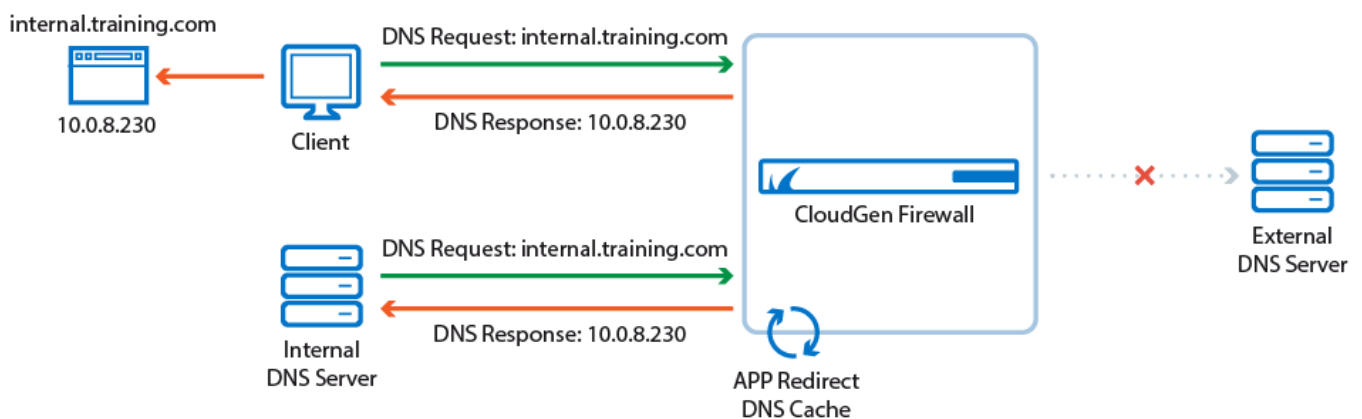 internal.training.com
10.0.8.230
Client
DNS Request: internal.training.com
DNS Response: 10.0.8.230
CloudGen Firewall
External
DNS Server
Internal
DNS Server
DNS Request: internal.training.com
DNS Response: 10.0.8.230
APP Redirect
DNS Cache